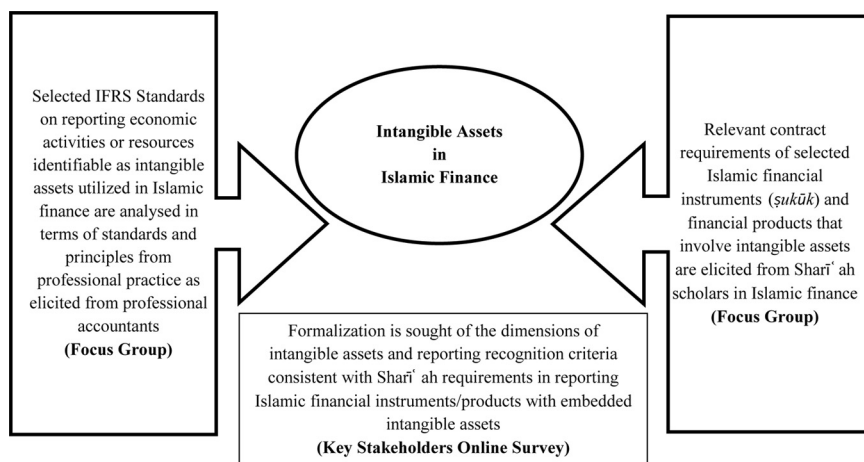 Selected IFRS Standards
on reporting economic
activities or resources
identifiable as intangible
assets utilized in Islamic
finance are analysed in
terms of standards and
principles from
professional practice as
elicited from professional
accountants
(Focus Group)
Intangible Assets
in
Islamic Finance
Relevant contract
requirements of selected
Islamic financial
instruments (ṣukūk) and
financial products that
involve intangible assets
are elicited from Sharīʿ ah
scholars in Islamic finance
(Focus Group)
Formalization is sought of the dimensions of
intangible assets and reporting recognition criteria
consistent with Sharīʿ ah requirements in reporting
Islamic financial instruments/products with embedded
intangible assets
(Key Stakeholders Online Survey)